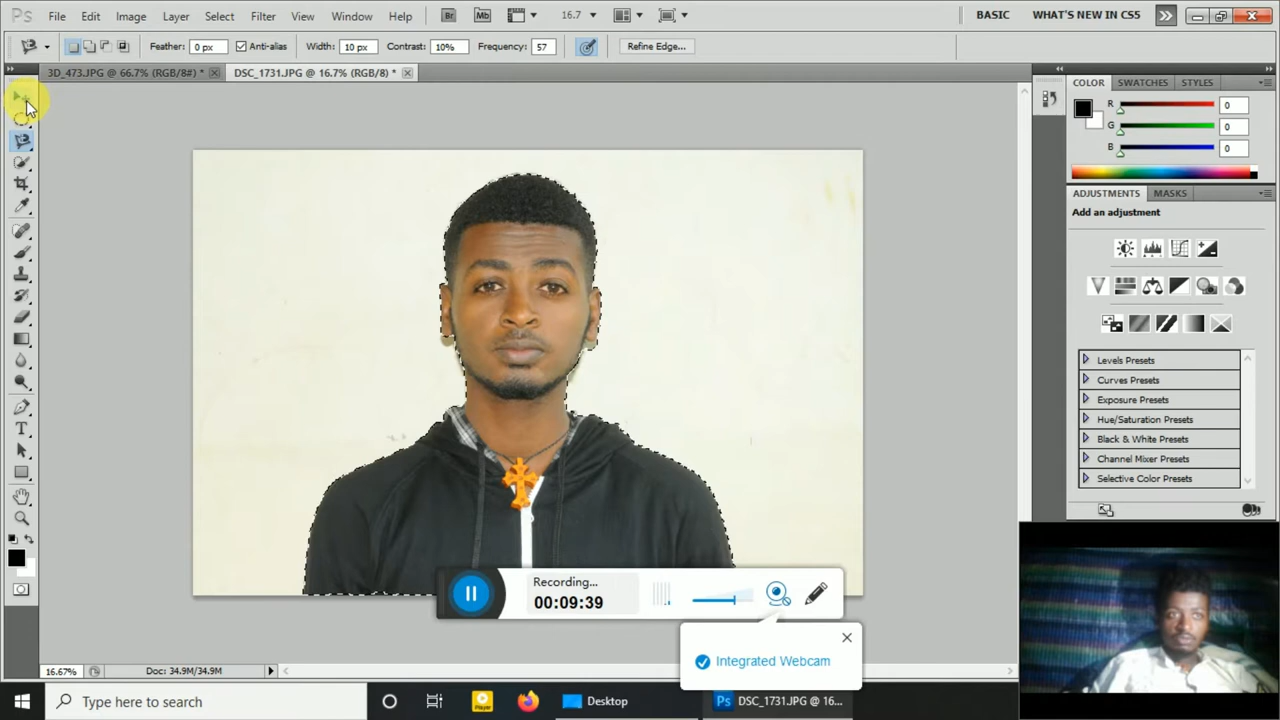 Ps File Edit Image Layer Select Filter View Window Help Br Mb 16.7 BASIC WHAT'S NEW IN CS5
Feather: 0 px Anti-alias Width: 10 px Contrast: 10% Frequency: 57 Refine Edge...
3D_473.JPG @ 66.7% (RGB/8#) * DSC_1731.JPG @ 16.7% (RGB/8) *
COLOR SWATCHES STYLES
R 0
G 0
B 0
ADJUSTMENTS MASKS
Add an adjustment
Levels Presets
Curves Presets
Exposure Presets
Hue/Saturation Presets
Black & White Presets
Channel Mixer Presets
Selective Color Presets
Recording...
00:09:39
Integrated Webcam
16.67% Doc: 34.9M/34.9M
Type here to search Player Desktop Ps DSC_1731.JPG @ 16...